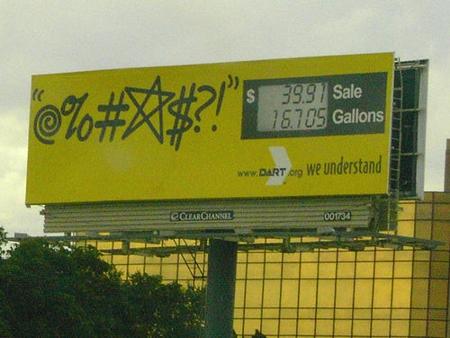 "@%#☆$?!"
$ 39.91 Sale
16.705 Gallons
www.DART.org we understand
CLEARCHANNEL
001734